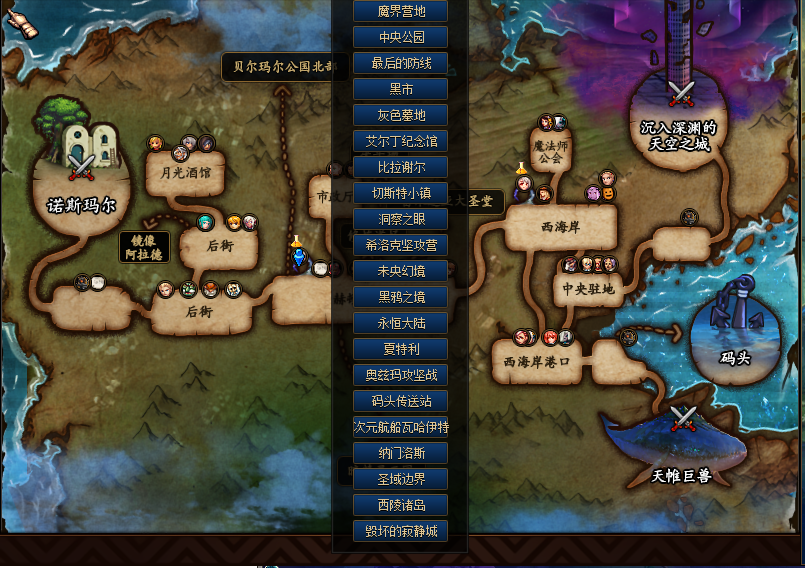 魔界营地
中央公园
最后的防线
黑市
灰色墓地
艾尔丁纪念馆
比拉谢尔
切斯特小镇
洞察之眼
希洛克坚攻营
未央幻境
黑鸦之境
永恒大陆
夏特利
奥兹玛攻坚战
码头传送站
次元航船瓦哈伊特
纳门洛斯
圣域边界
西陵诸岛
毁坏的寂静城
贝尔玛尔公国北部
诺斯玛尔
月光酒馆
镜像
阿拉德
后街
后街
市政厅
大圣堂
魔法师
公会
沉入深渊的
天空之城
西海岸
中央驻地
西海岸港口
码头
天帷巨兽